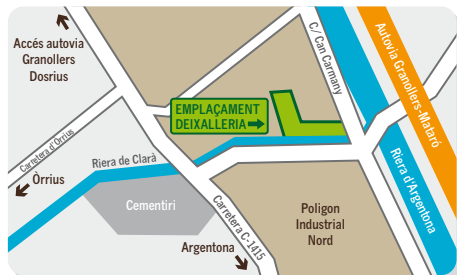 Accés autovia
Granollers
Dosrius
C/ Can Carmany
Autovia Granollers-Mataró
EMPLAÇAMENT
DEIXALLERIA
Carretera d'Òrrius
Riera de Clarà
Òrrius
Riera d'Argentona
Cementiri
Carretera C-1415
Poligon
Industrial
Nord
Argentona